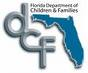 Florida Department of
Children & Families
dcf